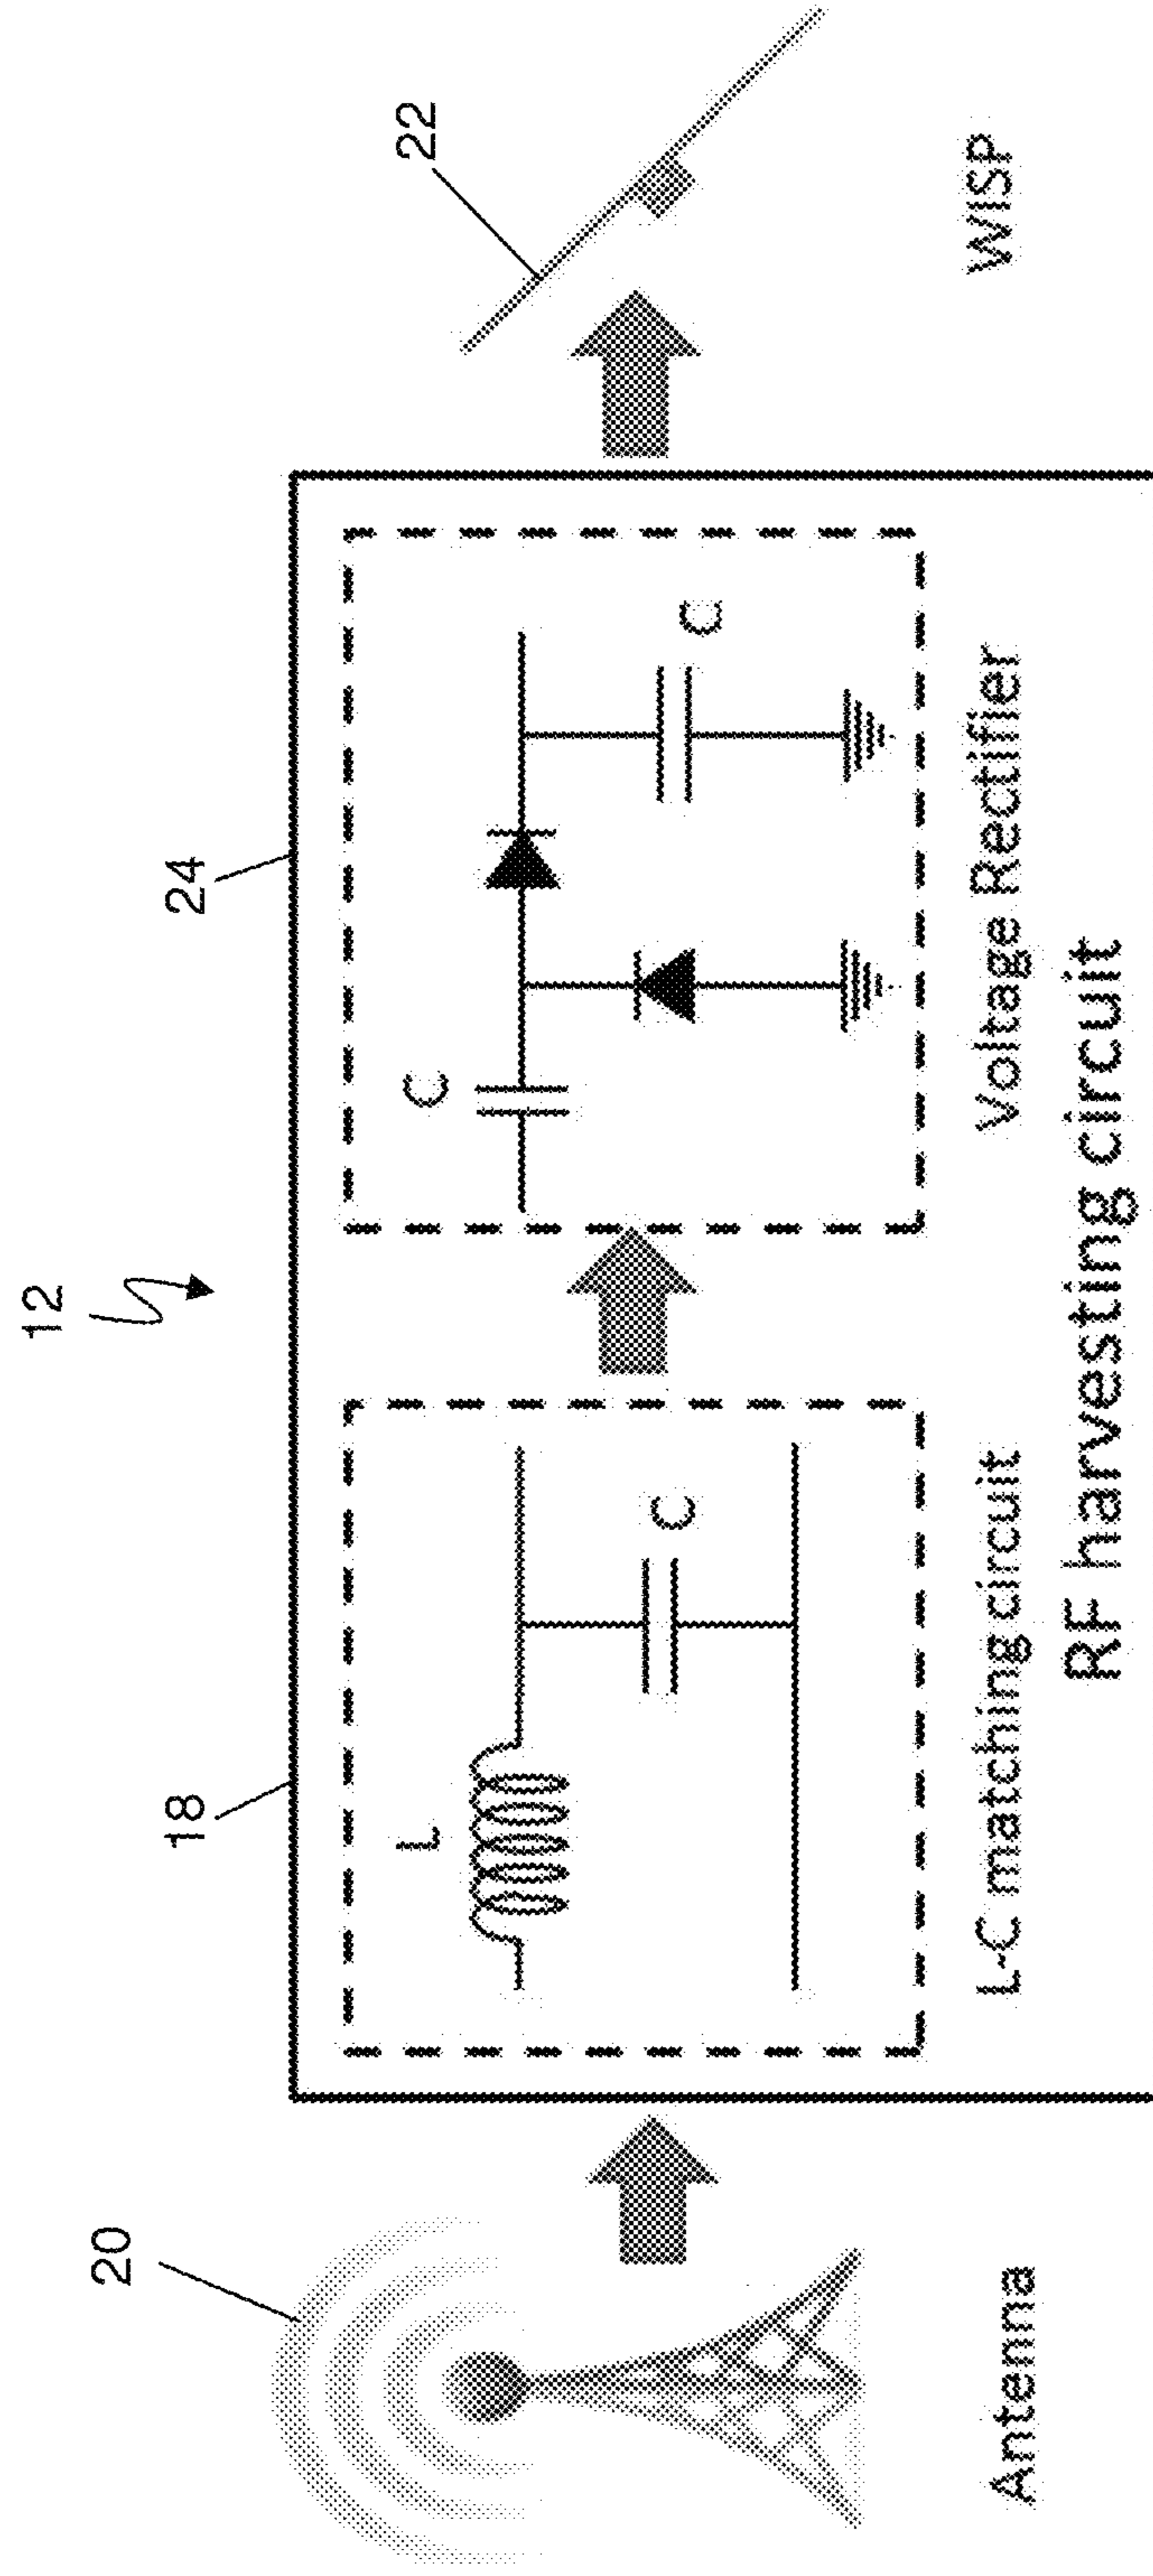 12
20
18
24
22
L
C
C
C
Antenna
L-C matching circuit
Voltage Rectifier
WISP
RF harvesting circuit